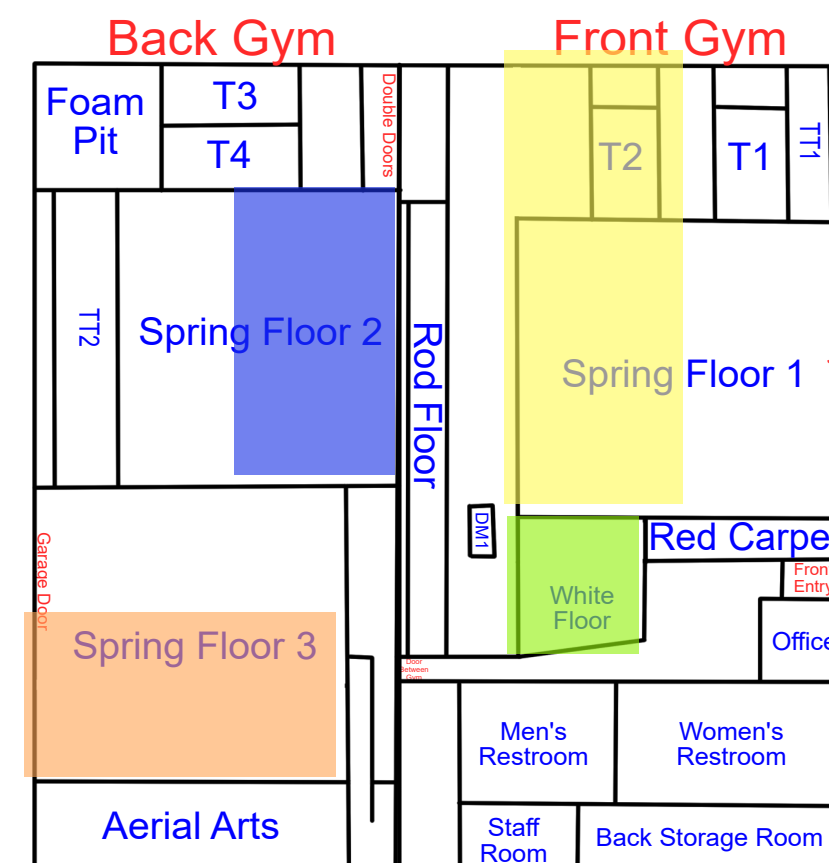 Back Gym
Front Gym
Foam
Pit
T3
T4
Double Doors
T2
T1
TT1
TT2
Spring Floor 2
Rod Floor
Spring Floor 1
DM1
Red Carpe
Garage Door
White
Floor
Fron
Entry
Spring Floor 3
Office
Door
Between
Gym
Men's
Restroom
Women's
Restroom
Aerial Arts
Staff
Room
Back Storage Room